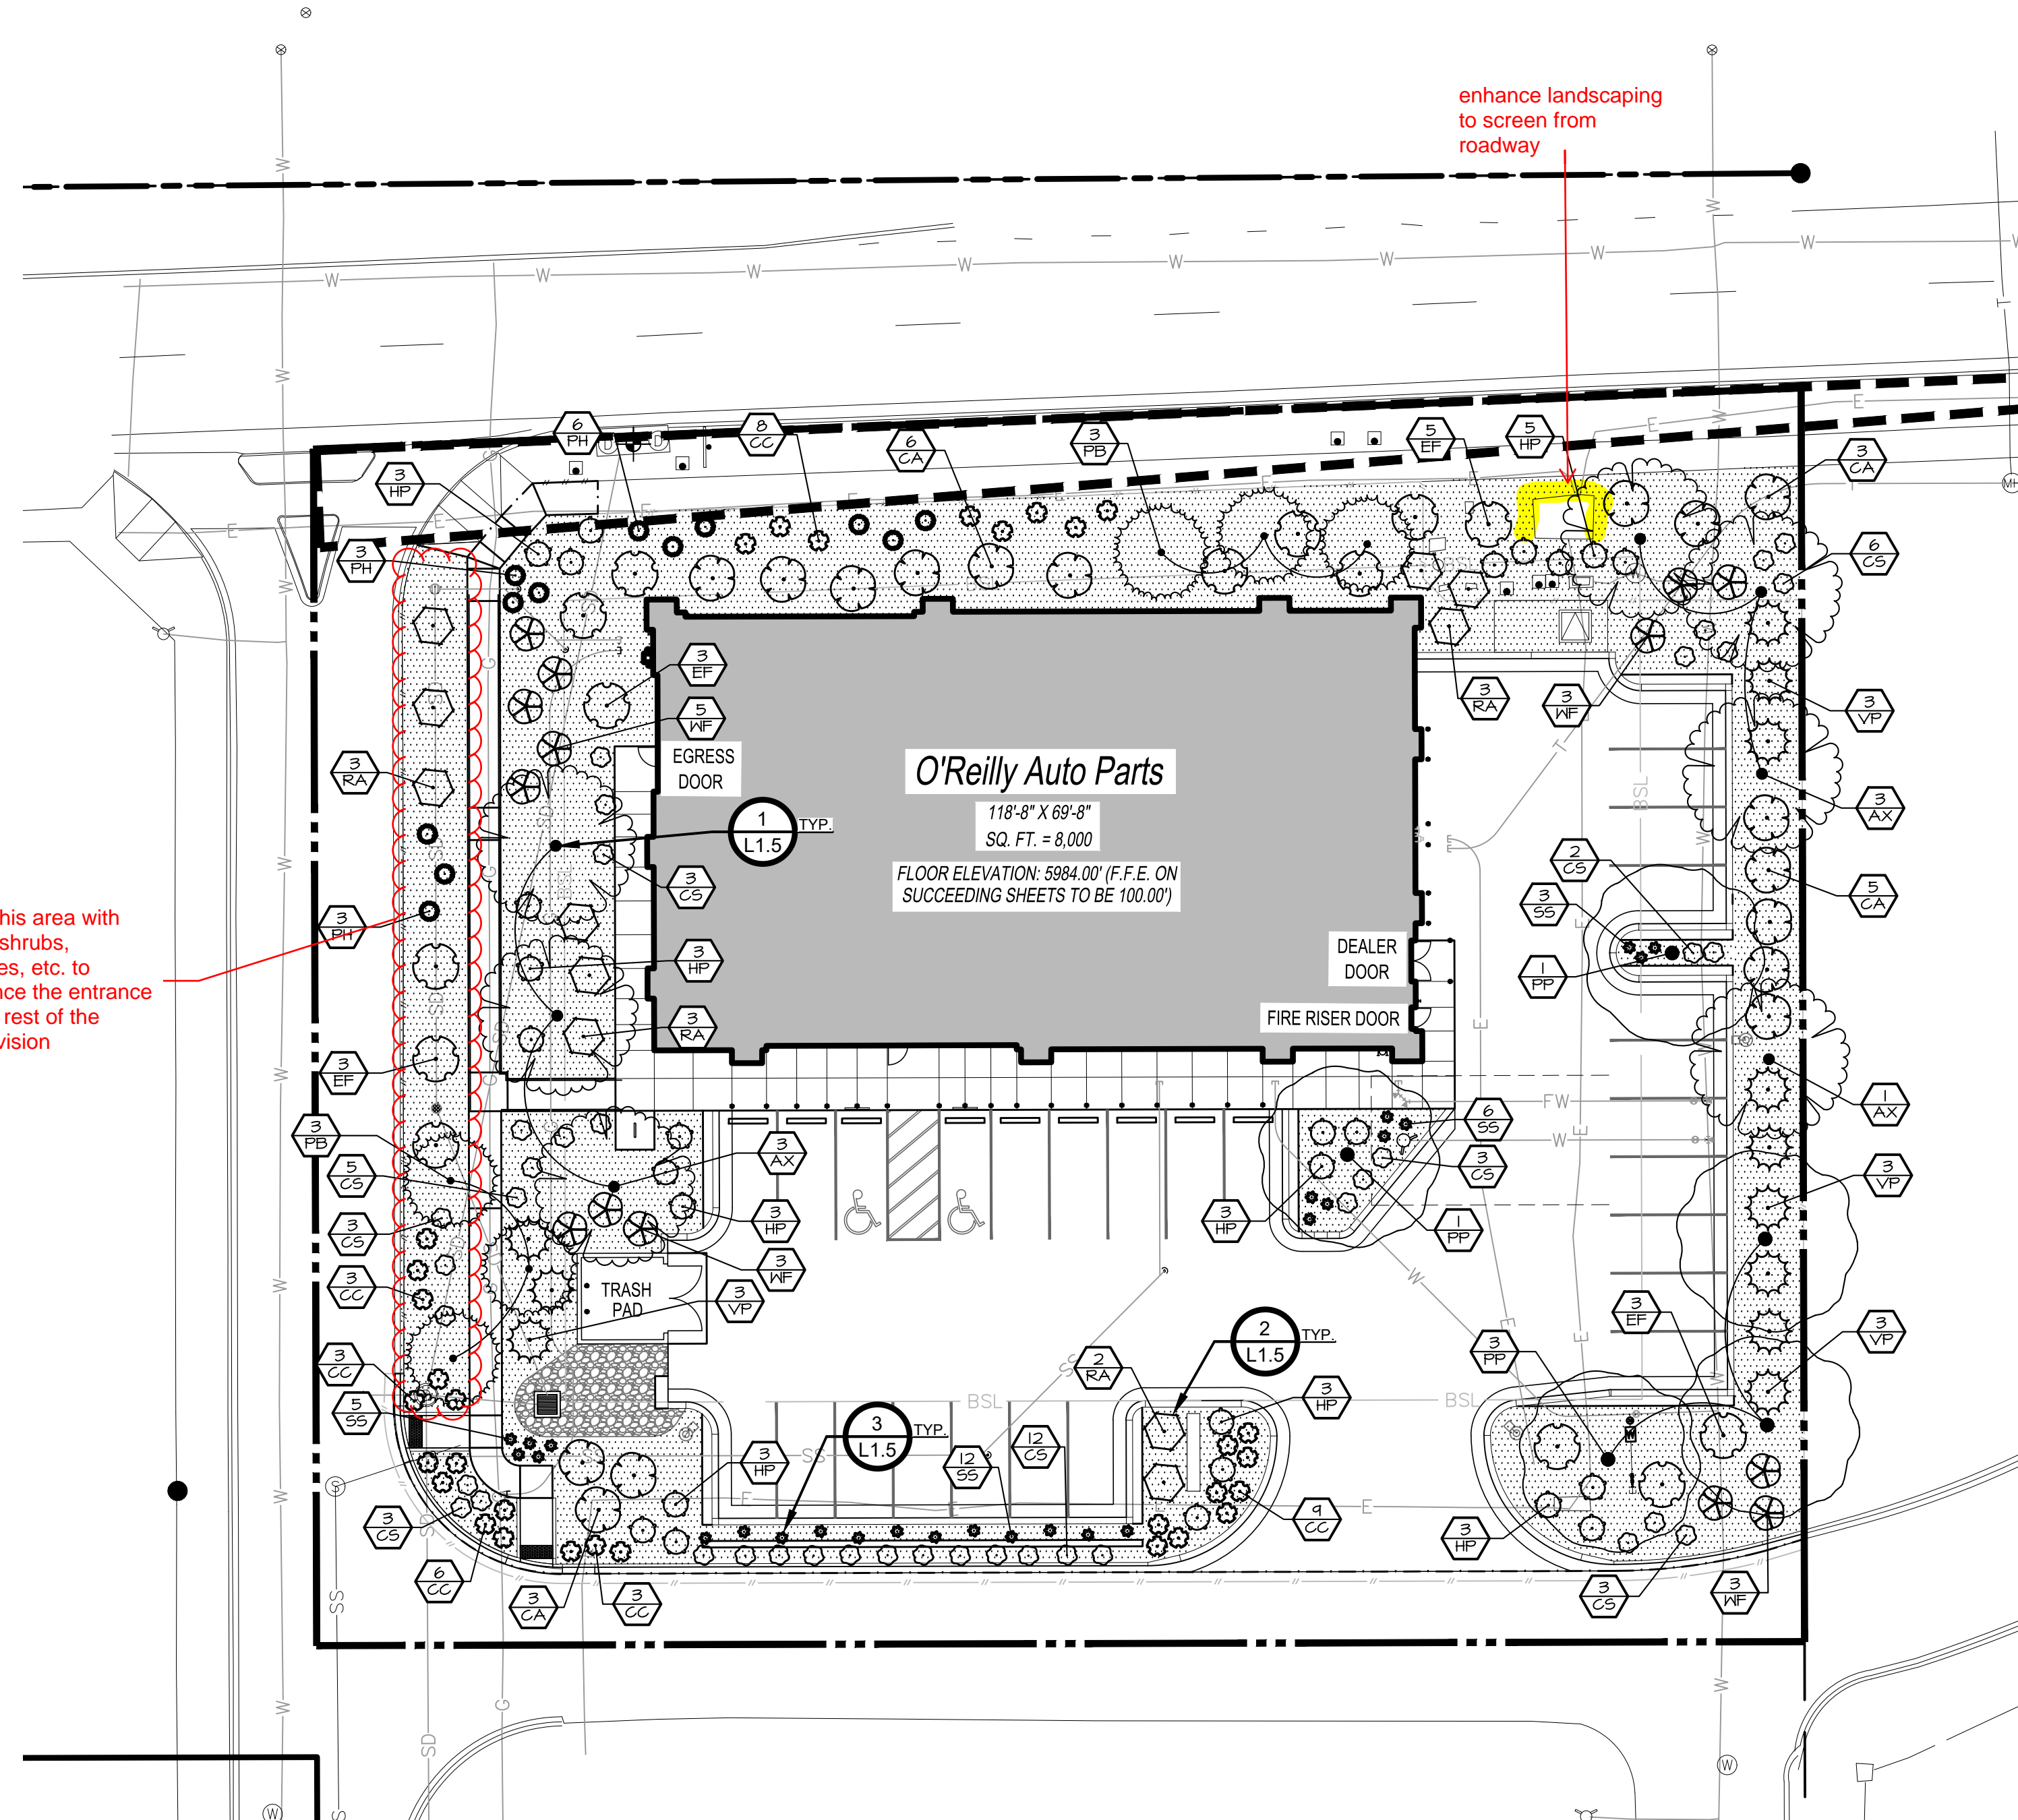 enhance landscaping
to screen from
roadway
6
PH
8
CC
6
CA
3
PB
5
EF
5
HP
3
CA
3
HP
3
PH
6
CS
3
EF
5
WF
EGRESS
DOOR
O'Reilly Auto Parts
118'-8" X 69'-8"
SQ. FT. = 8,000
FLOOR ELEVATION: 5984.00' (F.F.E. ON
SUCCEEDING SHEETS TO BE 100.00')
3
RA
3
WF
3
VP
3
RA
1
L1.5
TYP.
3
AX
3
CS
2
CS
3
SS
5
CA
3
PH
his area with
shrubs,
es, etc. to
nce the entrance
rest of the
vision
3
HP
DEALER
DOOR
1
PP
3
RA
FIRE RISER DOOR
3
EF
3
PB
5
CS
3
CS
3
CC
3
AX
3
HP
3
WF
TRASH
PAD
3
VP
6
SS
3
CS
3
HP
1
PP
FW
1
AX
3
VP
3
EF
3
PP
3
VP
2
L1.5
TYP.
2
RA
3
CC
5
SS
3
L1.5
TYP.
BSL
BSL
BSL
3
HP
3
HP
12
SS
12
CS
9
CC
3
CS
6
CC
3
CA
3
CC
3
HP
3
CS
3
WF
SS
SS
SD
SD
SD
G
G
W
W
W
W
E
E
E
T
MH